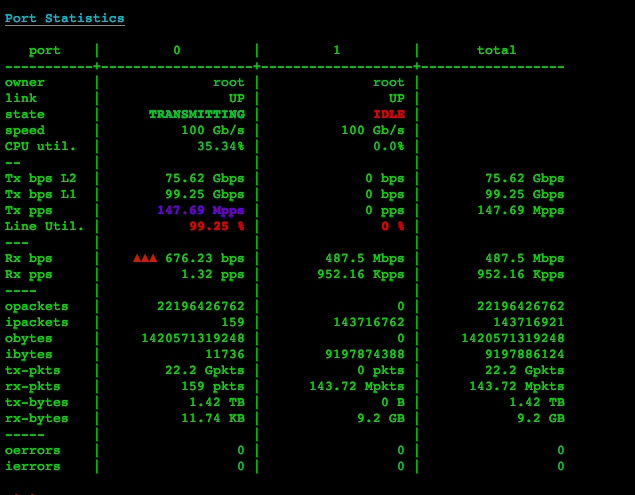 Port Statistics
port | 0 | 1 | total
-----------+-------------------+-------------------+------------------
owner | root | root |
link | UP | UP |
state | TRANSMITTING | IDLE |
speed | 100 Gb/s | 100 Gb/s |
CPU util. | 35.34% | 0.0% |
-- | | |
Tx bps L2 | 75.62 Gbps | 0 bps | 75.62 Gbps
Tx bps L1 | 99.25 Gbps | 0 bps | 99.25 Gbps
Tx pps | 147.69 Mpps | 0 pps | 147.69 Mpps
Line Util. | 99.25 % | 0 % |
--- | | |
Rx bps | ▲▲▲ 676.23 bps | 487.5 Mbps | 487.5 Mbps
Rx pps | 1.32 pps | 952.16 Kpps | 952.16 Kpps
---- | | |
opackets | 22196426762 | 0 | 22196426762
ipackets | 159 | 143716762 | 143716921
obytes | 1420571319248 | 0 | 1420571319248
ibytes | 11736 | 9197874388 | 9197886124
tx-pkts | 22.2 Gpkts | 0 pkts | 22.2 Gpkts
rx-pkts | 159 pkts | 143.72 Mpkts | 143.72 Mpkts
tx-bytes | 1.42 TB | 0 B | 1.42 TB
rx-bytes | 11.74 KB | 9.2 GB | 9.2 GB
----- | | |
oerrors | 0 | 0 | 0
ierrors | 0 | 0 | 0